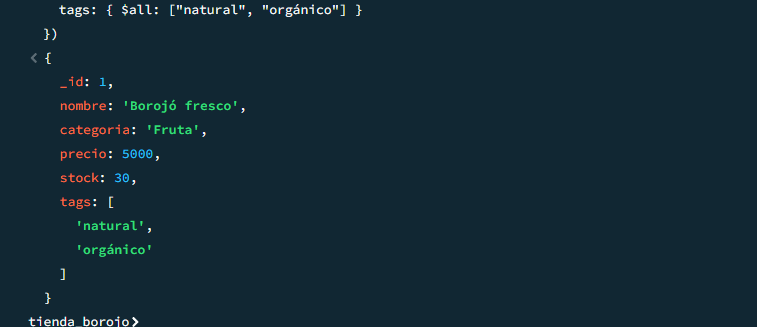 tags: { $all: ["natural", "orgánico"] }
})
< {
_id: 1,
nombre: 'Borojó fresco',
categoria: 'Fruta',
precio: 5000,
stock: 30,
tags: [
'natural',
'orgánico'
]
}
tienda_borojo>